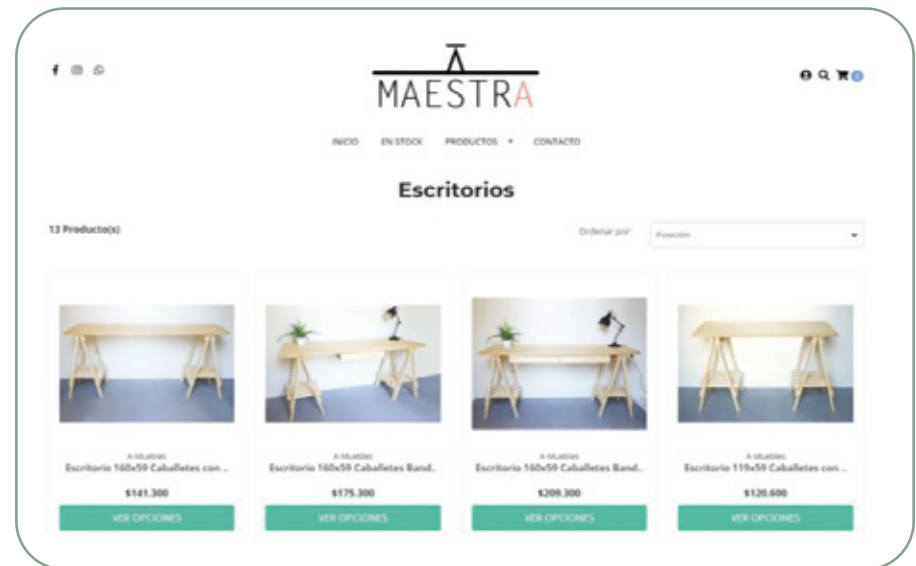 MAESTRA
INICIO EN STOCK PRODUCTOS CONTACTO
Escritorios
13 Producto(s)
Ordenar por: Posición
A-Muebles
Escritorio 160x59 Caballetes con ...
$141.300
VER OPCIONES
A-Muebles
Escritorio 160x59 Caballetes Band...
$175.300
VER OPCIONES
A-Muebles
Escritorio 160x59 Caballetes Band...
$209.300
VER OPCIONES
A-Muebles
Escritorio 119x59 Caballetes con ...
$120.600
VER OPCIONES